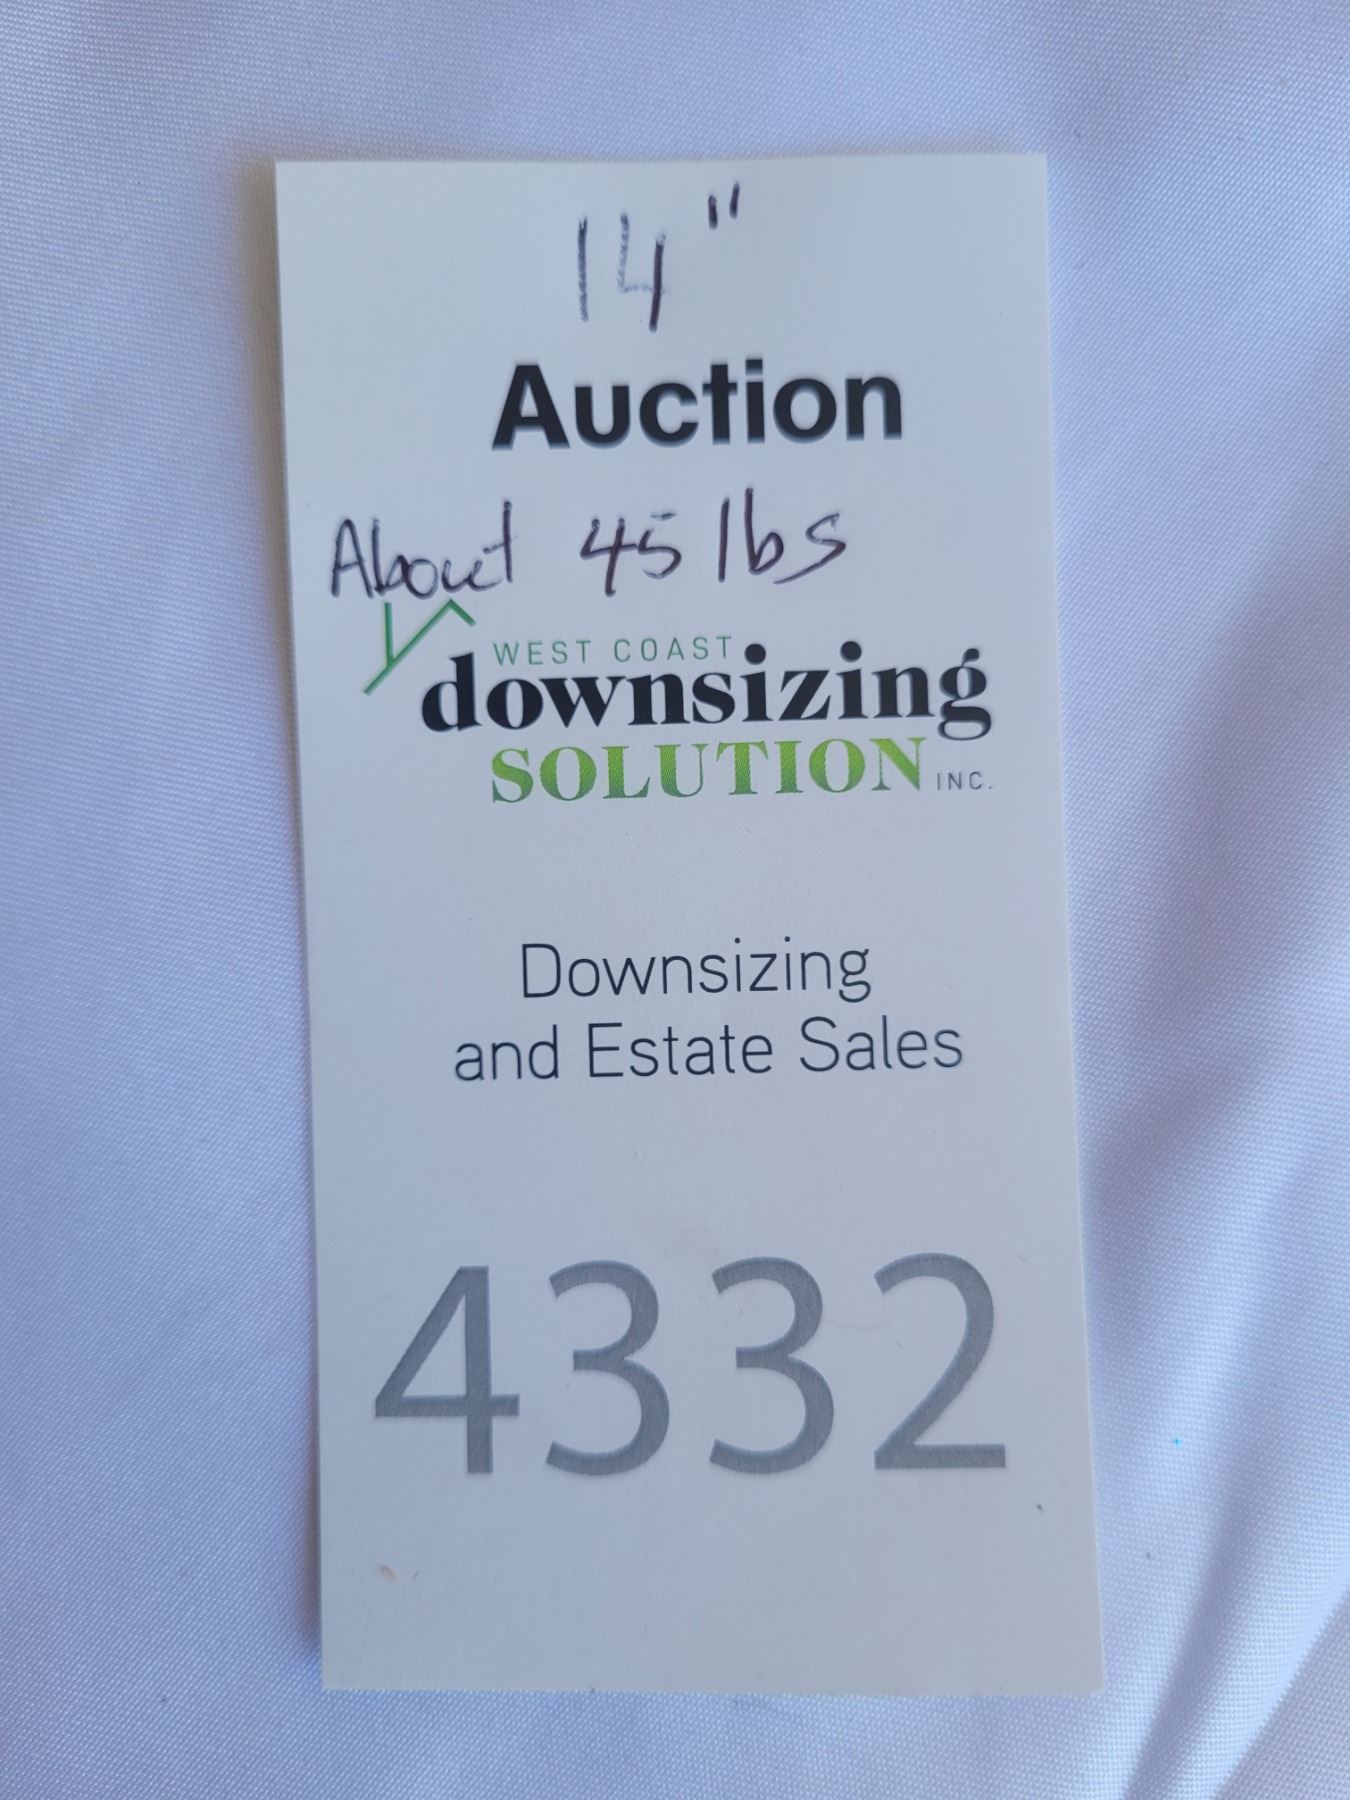 14"
Auction
About 45 lbs
WEST COAST
downsizing
SOLUTION INC.
Downsizing
and Estate Sales
4332